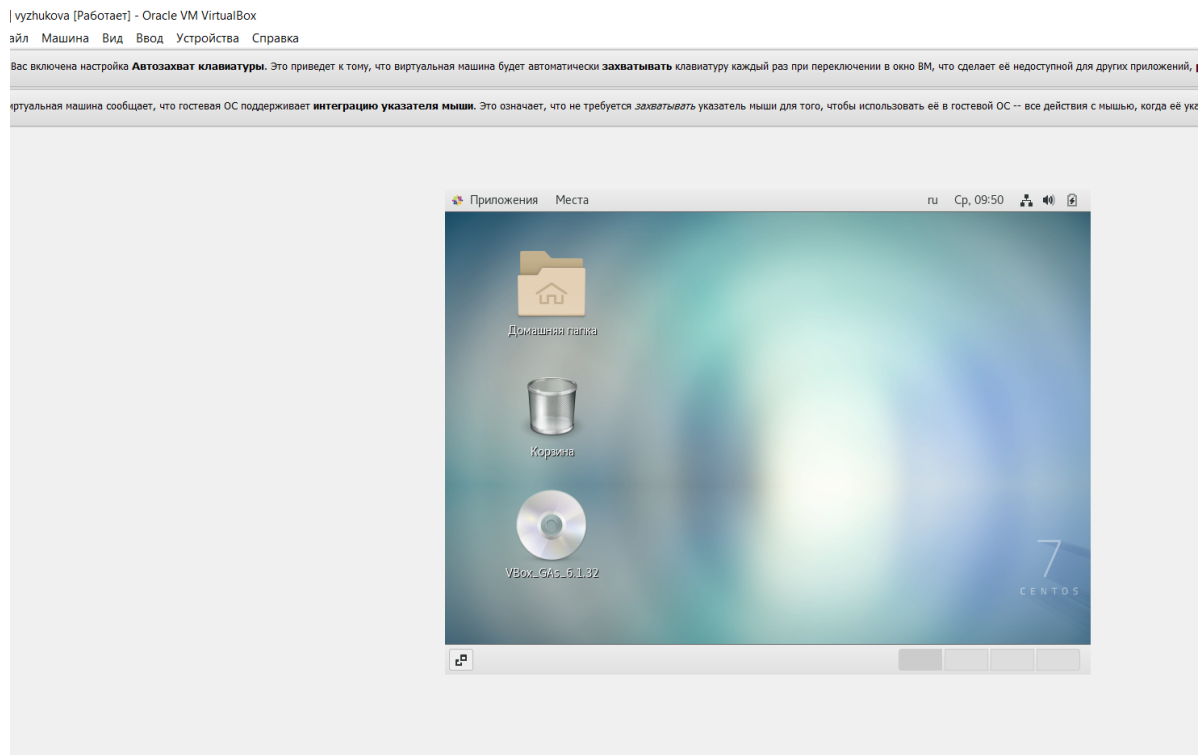 vyzhukova [Работает] - Oracle VM VirtualBox
айл Машина Вид Ввод Устройства Справка
Вас включена настройка Автозахват клавиатуры. Это приведет к тому, что виртуальная машина будет автоматически захватывать клавиатуру каждый раз при переключении в окно ВМ, что сделает её недоступной для других приложений,
иртуальная машина сообщает, что гостевая ОС поддерживает интеграцию указателя мыши. Это означает, что не требуется захватывать указатель мыши для того, чтобы использовать её в гостевой ОС -- все действия с мышью, когда её ука
Приложения Места ru Ср, 09:50
Домашняя папка
Корзина
VBox_GAs_6.1.32
7
CENTOS